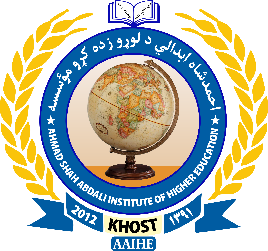 احمدشاه ابدالي د لوړو زده کړو مؤسسه
AHMAD SHAH ABDALI INSTITUTE OF HIGHER EDUCATION
2012 KHOST ۱۳۹۱
AAIHE